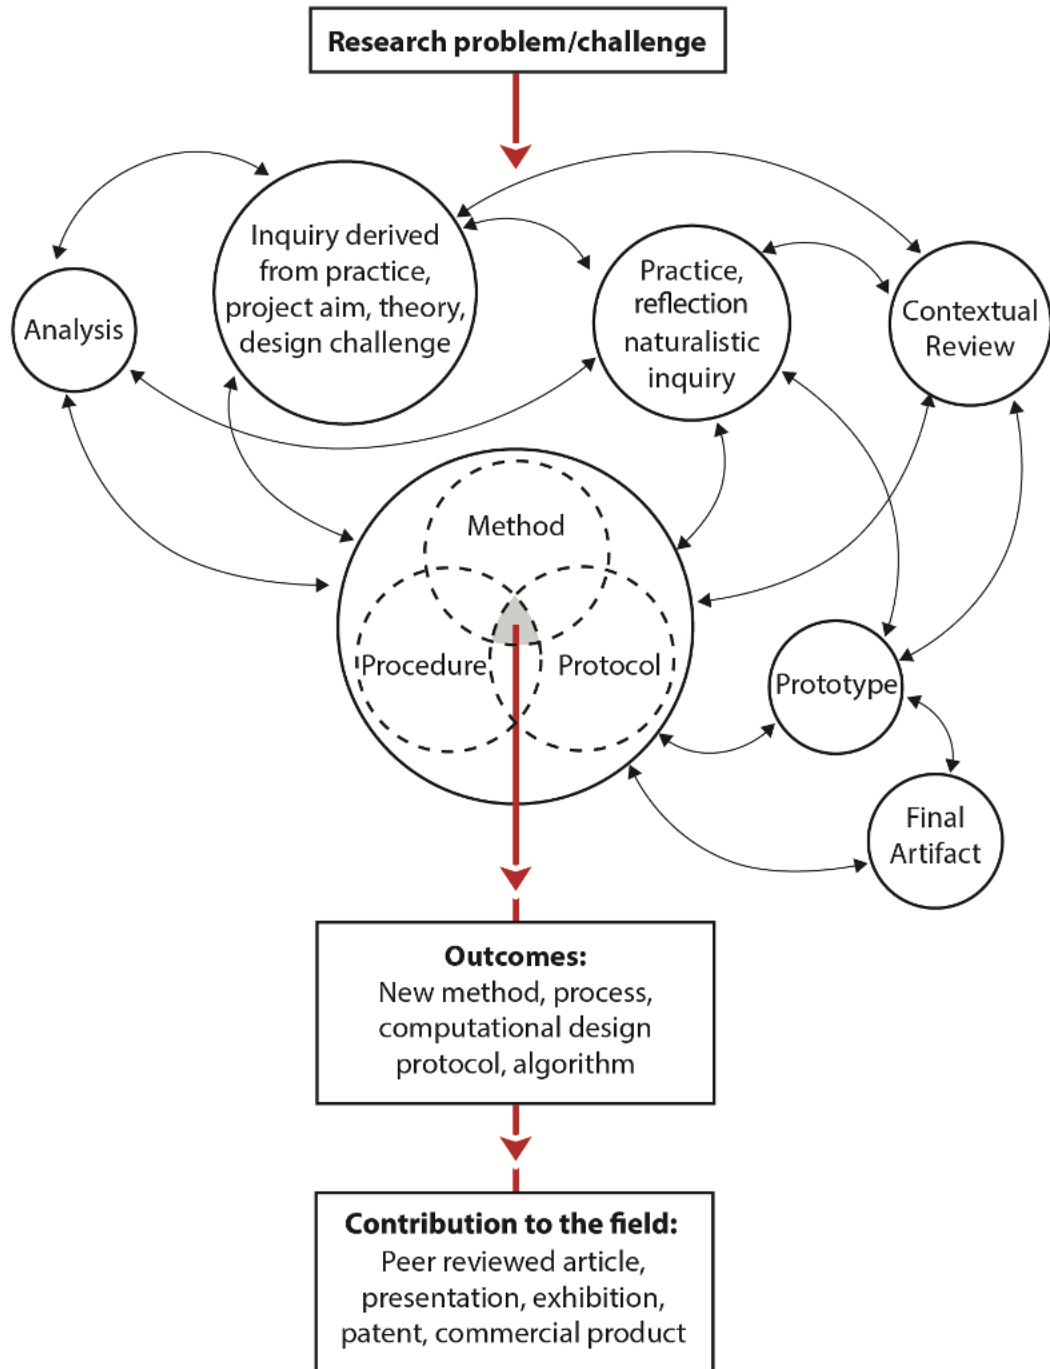 Research problem/challenge
Inquiry derived
from practice,
project aim, theory,
design challenge
Analysis
Practice,
reflection
naturalistic
inquiry
Contextual
Review
Method
Procedure
Protocol
Prototype
Final
Artifact
Outcomes:
New method, process,
computational design
protocol, algorithm
Contribution to the field:
Peer reviewed article,
presentation, exhibition,
patent, commercial product